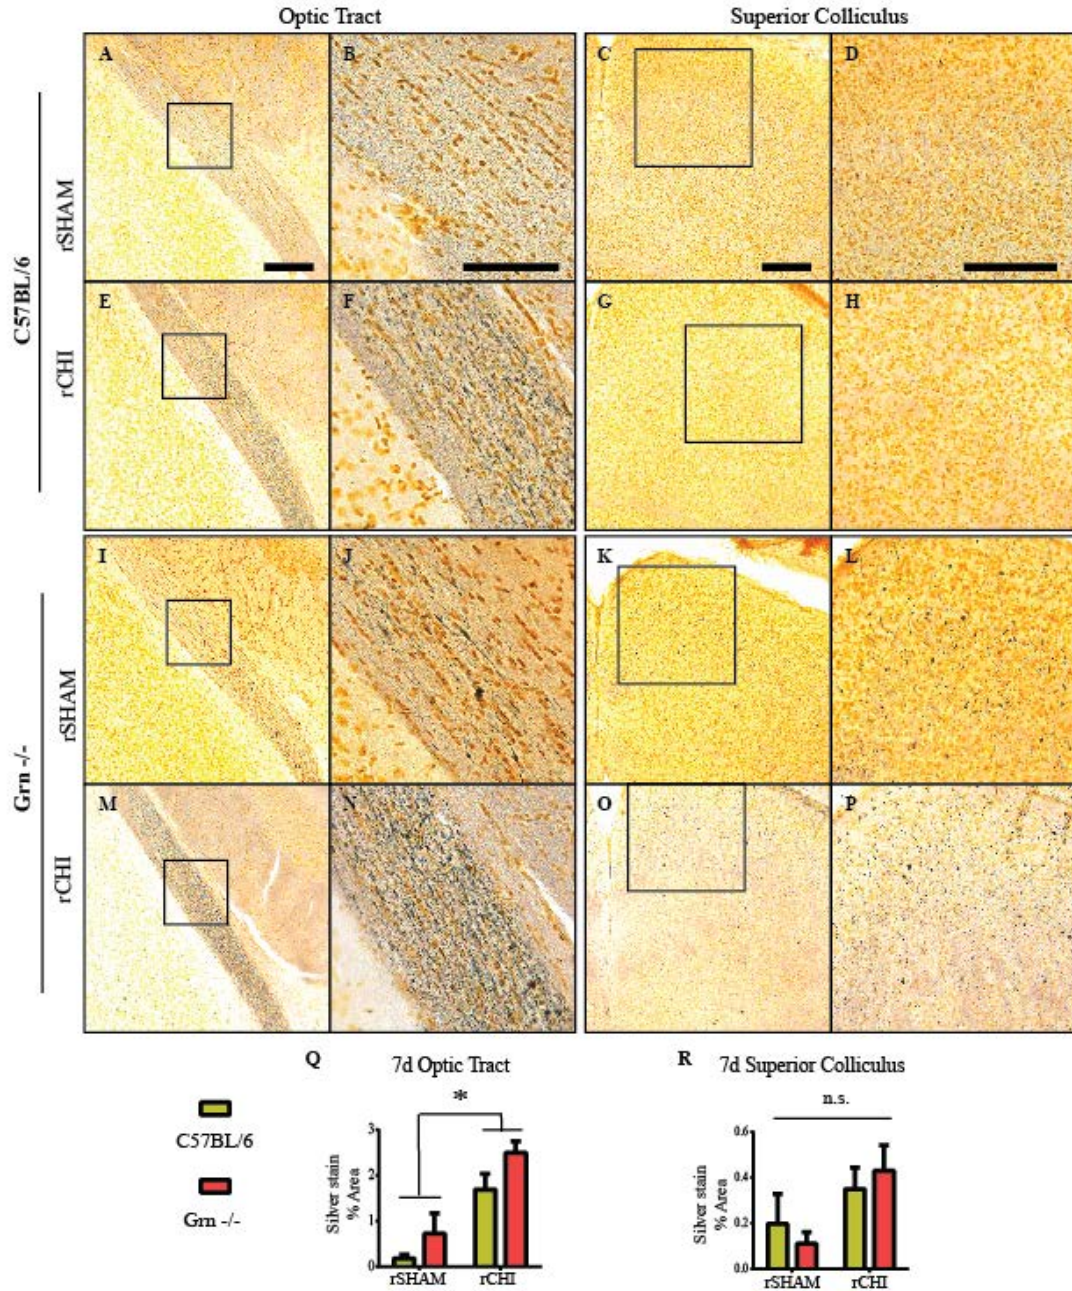 Optic Tract
Superior Colliculus
A
B
C
D
C57BL/6
rSHAM
E
F
G
H
rCHI
I
J
K
L
Grn -/-
rSHAM
M
N
O
P
rCHI
Q
7d Optic Tract
R
7d Superior Colliculus
C57BL/6
Grn -/-
*
Silver stain
% Area
3
2
1
0
rSHAM
rCHI
n.s.
Silver stain
% Area
0.6
0.4
0.2
0.0
rSHAM
rCHI